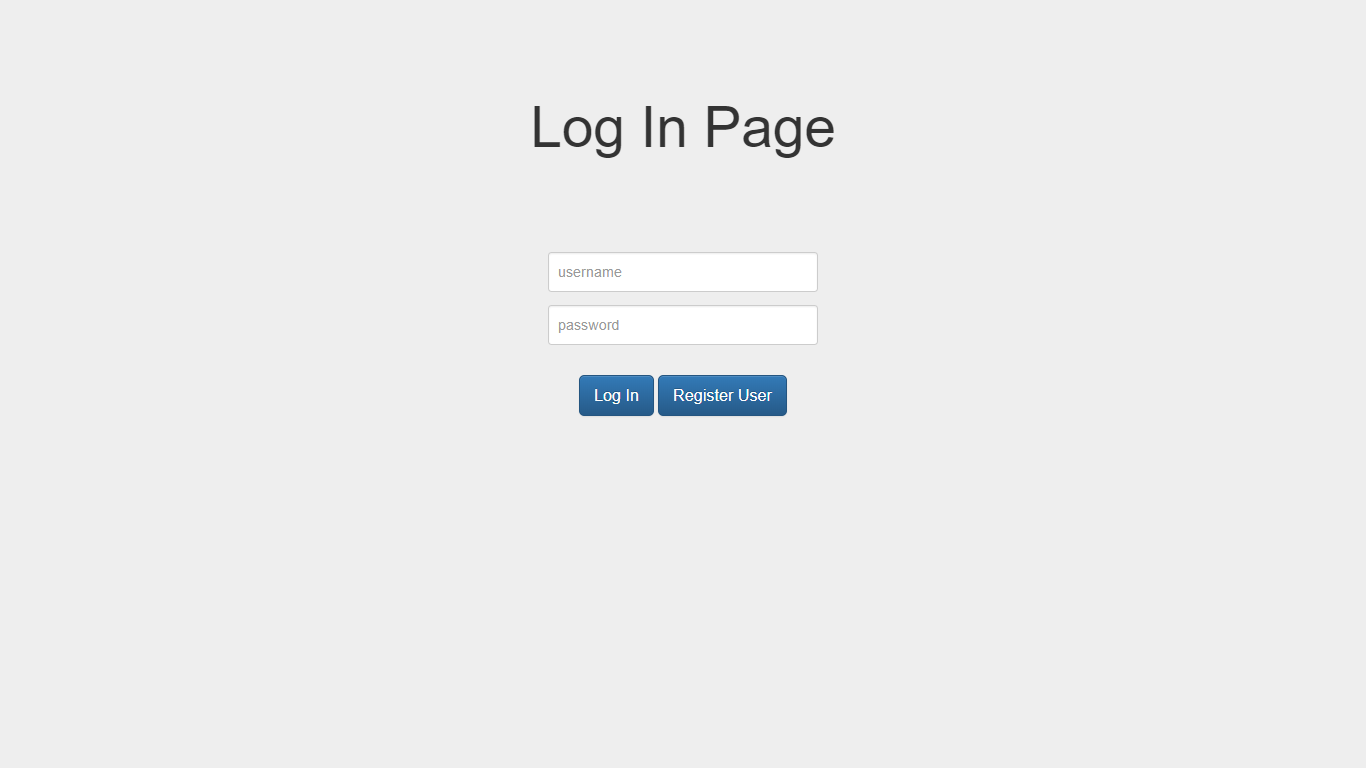 Log In Page
username
password
Log In Register User